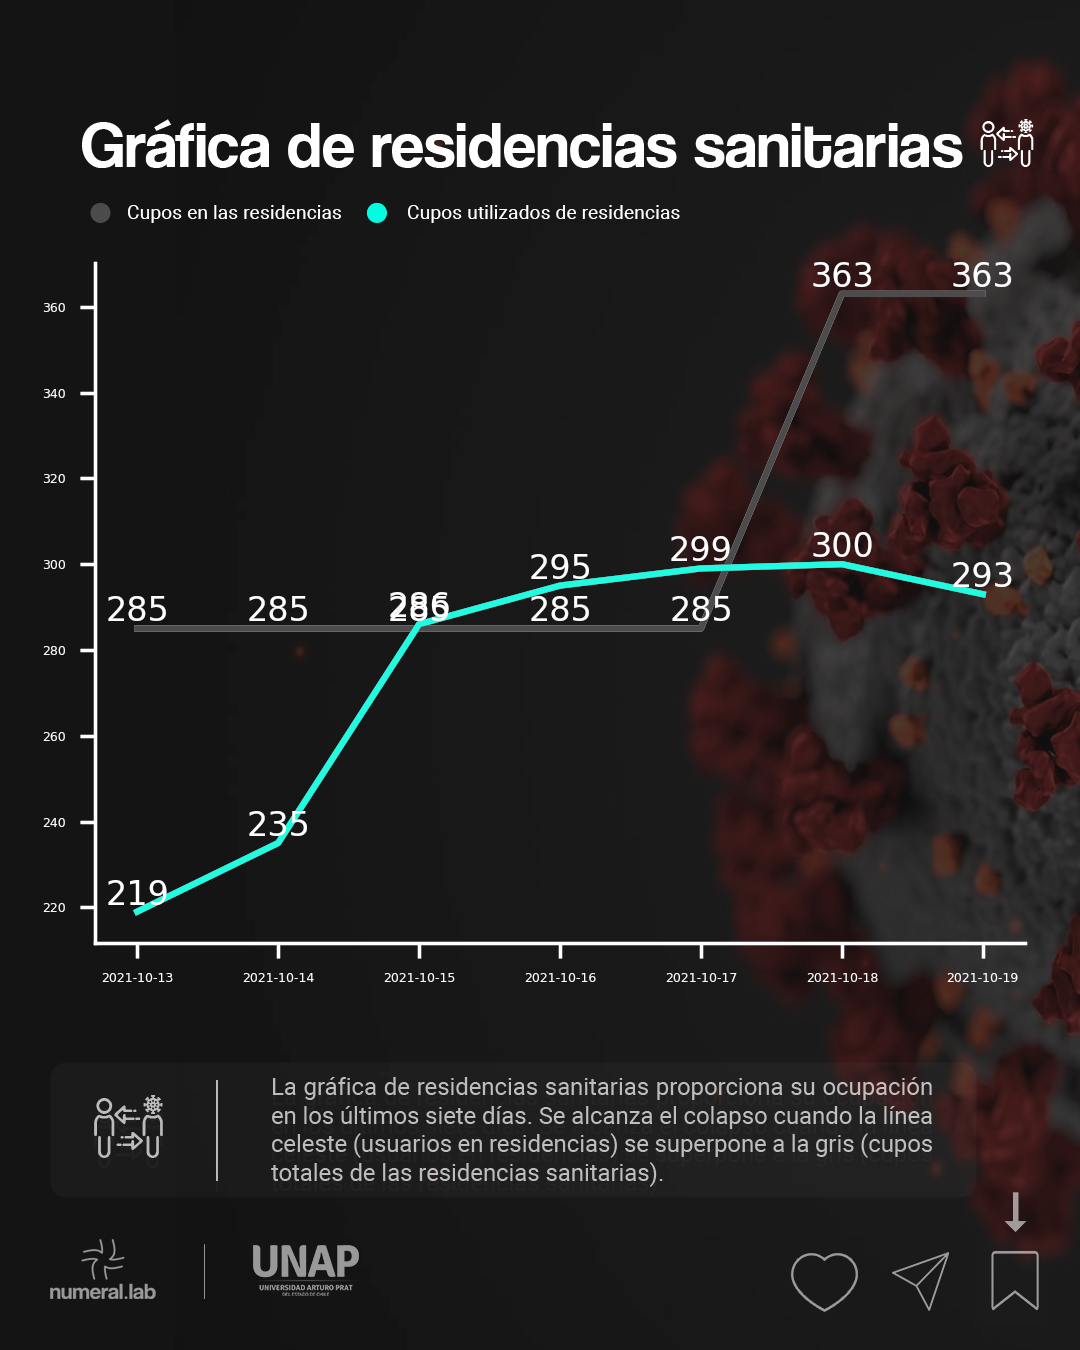 Gráfica de residencias sanitarias
Cupos en las residencias
Cupos utilizados de residencias
363 363
360
340
320
300
299
300
295
293
285 285 286 285 285
280
260
240
235
220
219
2021-10-13 2021-10-14 2021-10-15 2021-10-16 2021-10-17 2021-10-18 2021-10-19
La gráfica de residencias sanitarias proporciona su ocupación
en los últimos siete días. Se alcanza el colapso cuando la línea
celeste (usuarios en residencias) se superpone a la gris (cupos
totales de las residencias sanitarias).
numeral.lab
UNAP
UNIVERSIDAD ARTURO PRAT
DEL ESTADO DE CHILE